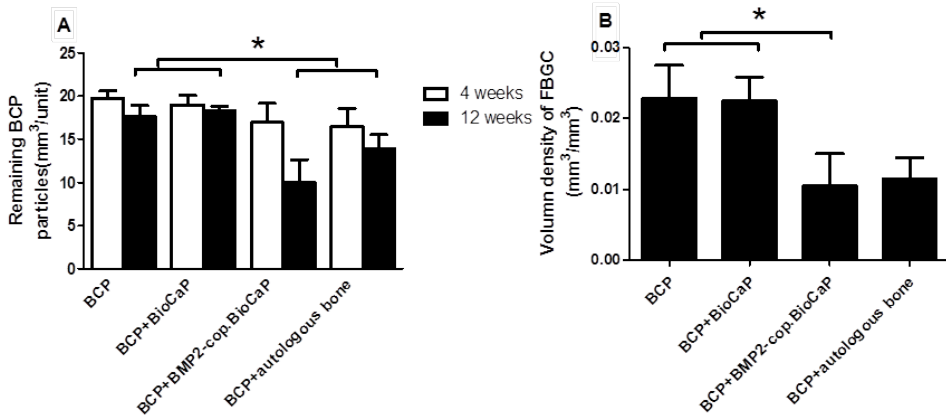 A
*
Remaining BCP
particles(mm³/unit)
25
20
15
10
5
0
BCP
BCP+BioCaP
BCP+BMP2-cop.BioCaP
BCP+autologous bone
4 weeks
12 weeks
B
*
Volumn density of FBGC
(mm³/mm³)
0.03
0.02
0.01
0.00
BCP
BCP+BioCaP
BCP+BMP2-cop.BioCaP
BCP+autologous bone